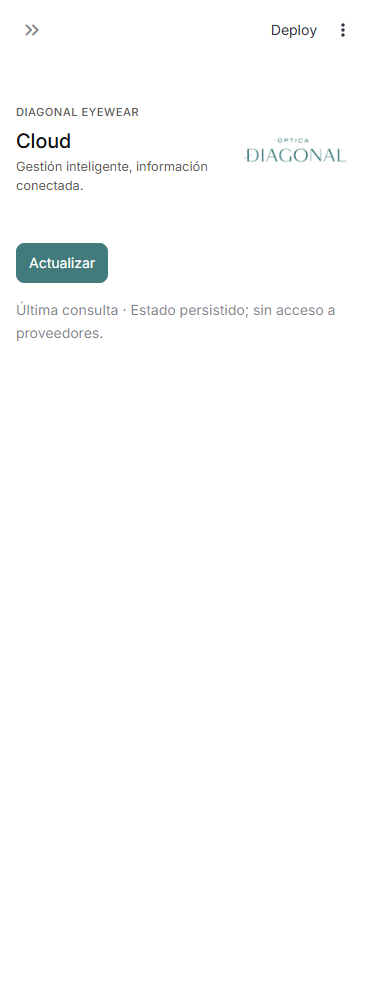 Deploy
DIAGONAL EYEWEAR
Cloud
Gestión inteligente, información
conectada.
ÓPTICA
DIAGONAL
Actualizar
Última consulta · Estado persistido; sin acceso a
proveedores.